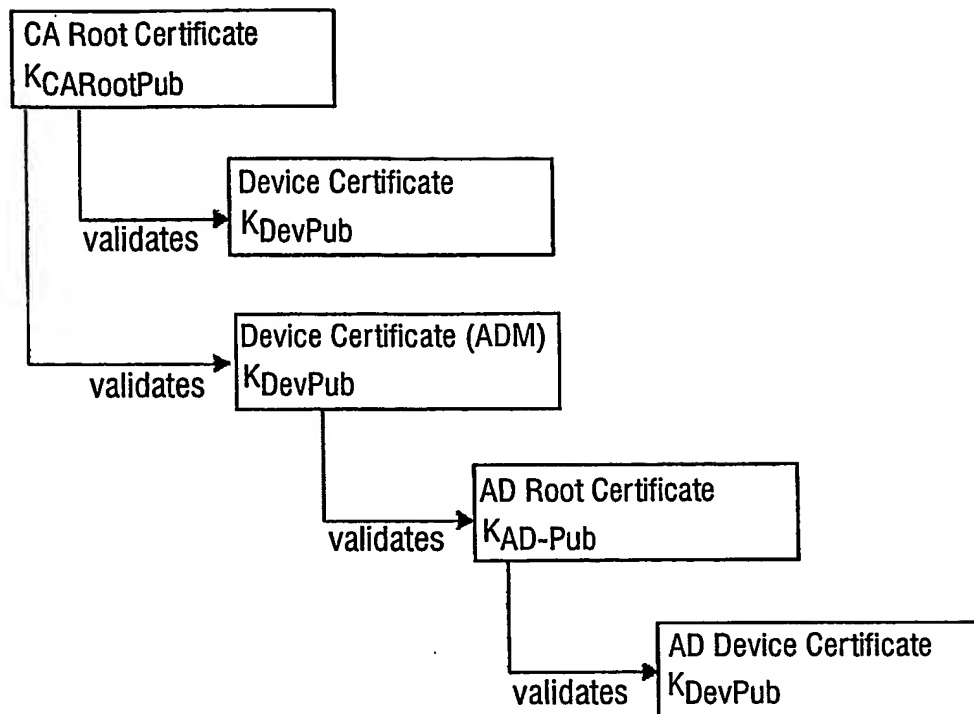 CA Root Certificate
KCARootPub
Device Certificate
KDevPub
validates
Device Certificate (ADM)
KDevPub
validates
AD Root Certificate
KAD-Pub
validates
AD Device Certificate
KDevPub
validates